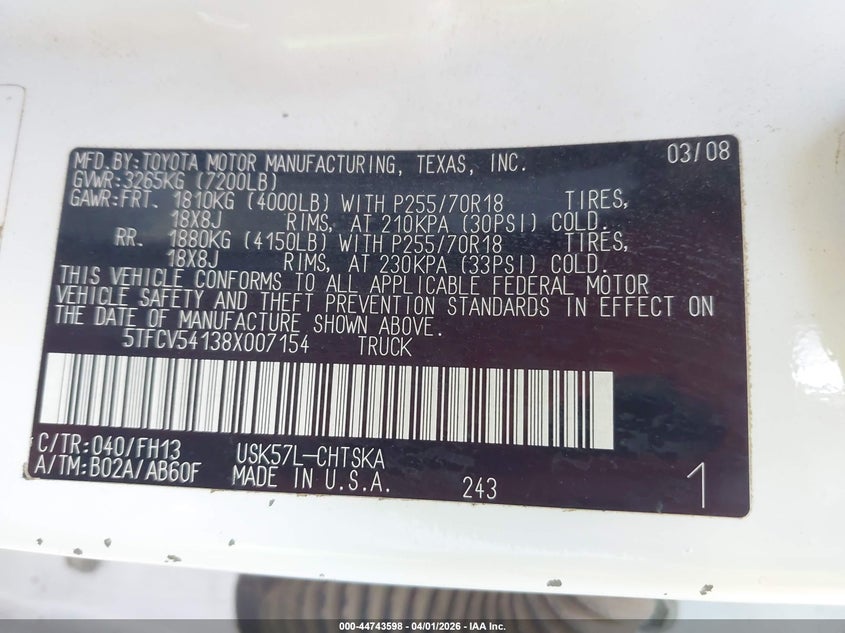 MFD.BY:TOYOTA MOTOR MANUFACTURING, TEXAS, INC. 03/08
GVWR:3265KG (7200LB)
GAWR:FRT. 1810KG (4000LB) WITH P255/70R18 TIRES,
18X8J RIMS, AT 210KPA (30PSI) COLD.
RR. 1880KG (4150LB) WITH P255/70R18 TIRES,
18X8J RIMS, AT 230KPA (33PSI) COLD.
THIS VEHICLE CONFORMS TO ALL APPLICABLE FEDERAL MOTOR
VEHICLE SAFETY AND THEFT PREVENTION STANDARDS IN EFFECT ON
THE DATE OF MANUFACTURE SHOWN ABOVE.
5TFCV54138X007154 TRUCK
C/TR:040/FH13 USK57L-CHTSKA
A/TM:B02A/AB60F MADE IN U.S.A. 243 1
000-44743598 - 04/01/2026 - IAA Inc.